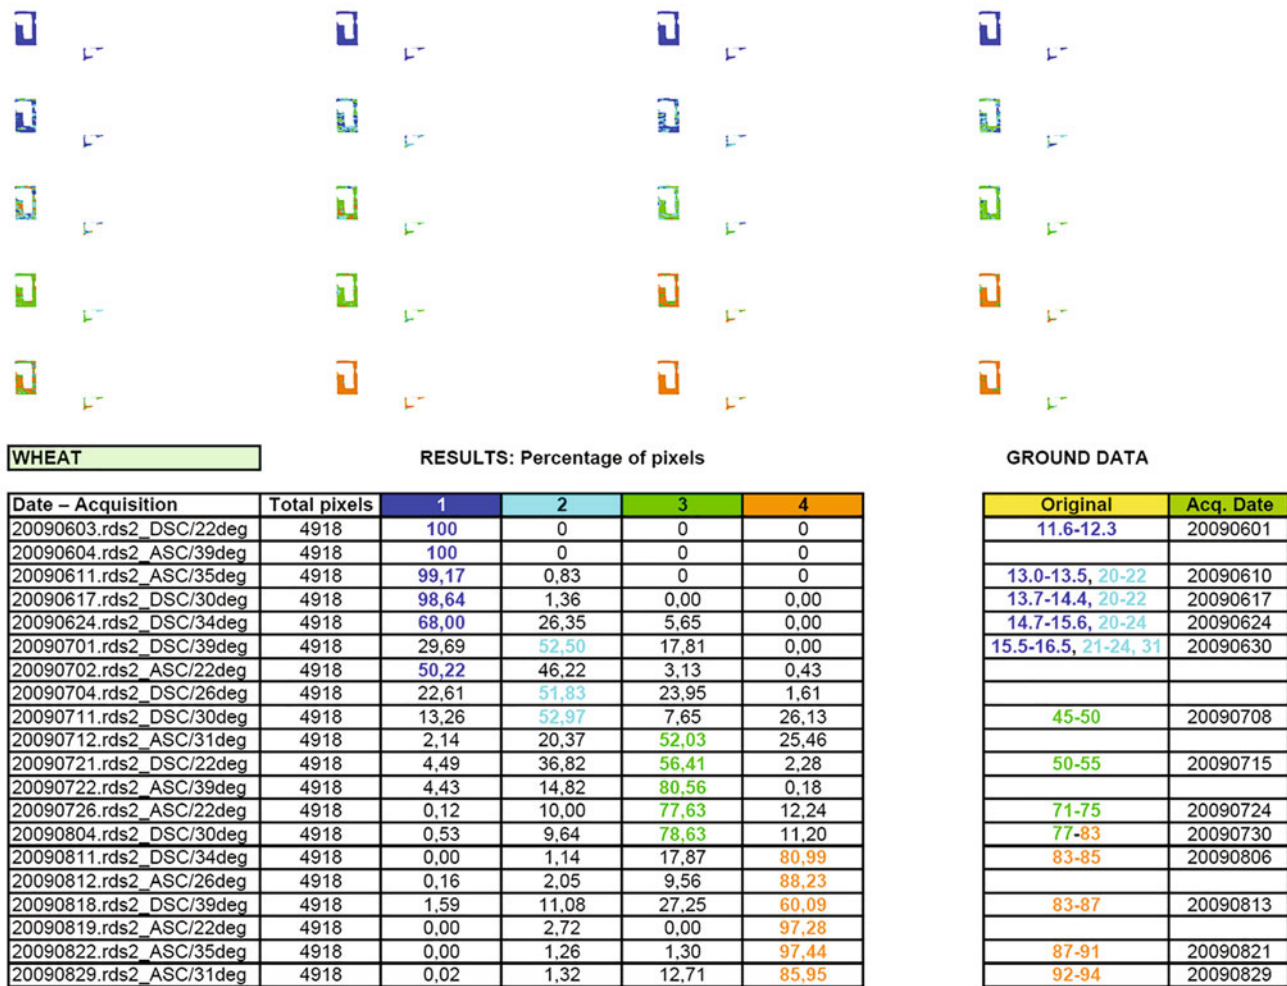 WHEAT RESULTS: Percentage of pixels GROUND DATA
Date – Acquisition Total pixels 1 2 3 4 Original Acq. Date
20090603.rds2_DSC/22deg 4918 100 0 0 0 11.6-12.3 20090601
20090604.rds2_ASC/39deg 4918 100 0 0 0
20090611.rds2_ASC/35deg 4918 99,17 0,83 0 0 13.0-13.5, 20-22 20090610
20090617.rds2_DSC/30deg 4918 98,64 1,36 0,00 0,00 13.7-14.4, 20-22 20090617
20090624.rds2_DSC/34deg 4918 68,00 26,35 5,65 0,00 14.7-15.6, 20-24 20090624
20090701.rds2_DSC/39deg 4918 29,69 52,50 17,81 0,00 15.5-16.5, 21-24, 31 20090630
20090702.rds2_ASC/22deg 4918 50,22 46,22 3,13 0,43
20090704.rds2_DSC/26deg 4918 22,61 51,83 23,95 1,61
20090711.rds2_DSC/30deg 4918 13,26 52,97 7,65 26,13 45-50 20090708
20090712.rds2_ASC/31deg 4918 2,14 20,37 52,03 25,46
20090721.rds2_DSC/22deg 4918 4,49 36,82 56,41 2,28 50-55 20090715
20090722.rds2_ASC/39deg 4918 4,43 14,82 80,56 0,18
20090726.rds2_ASC/22deg 4918 0,12 10,00 77,63 12,24 71-75 20090724
20090804.rds2_DSC/30deg 4918 0,53 9,64 78,63 11,20 77-83 20090730
20090811.rds2_DSC/34deg 4918 0,00 1,14 17,87 80,99 83-85 20090806
20090812.rds2_ASC/26deg 4918 0,16 2,05 9,56 88,23
20090818.rds2_DSC/39deg 4918 1,59 11,08 27,25 60,09 83-87 20090813
20090819.rds2_ASC/22deg 4918 0,00 2,72 0,00 97,28
20090822.rds2_ASC/35deg 4918 0,00 1,26 1,30 97,44 87-91 20090821
20090829.rds2_ASC/31deg 4918 0,02 1,32 12,71 85,95 92-94 20090829